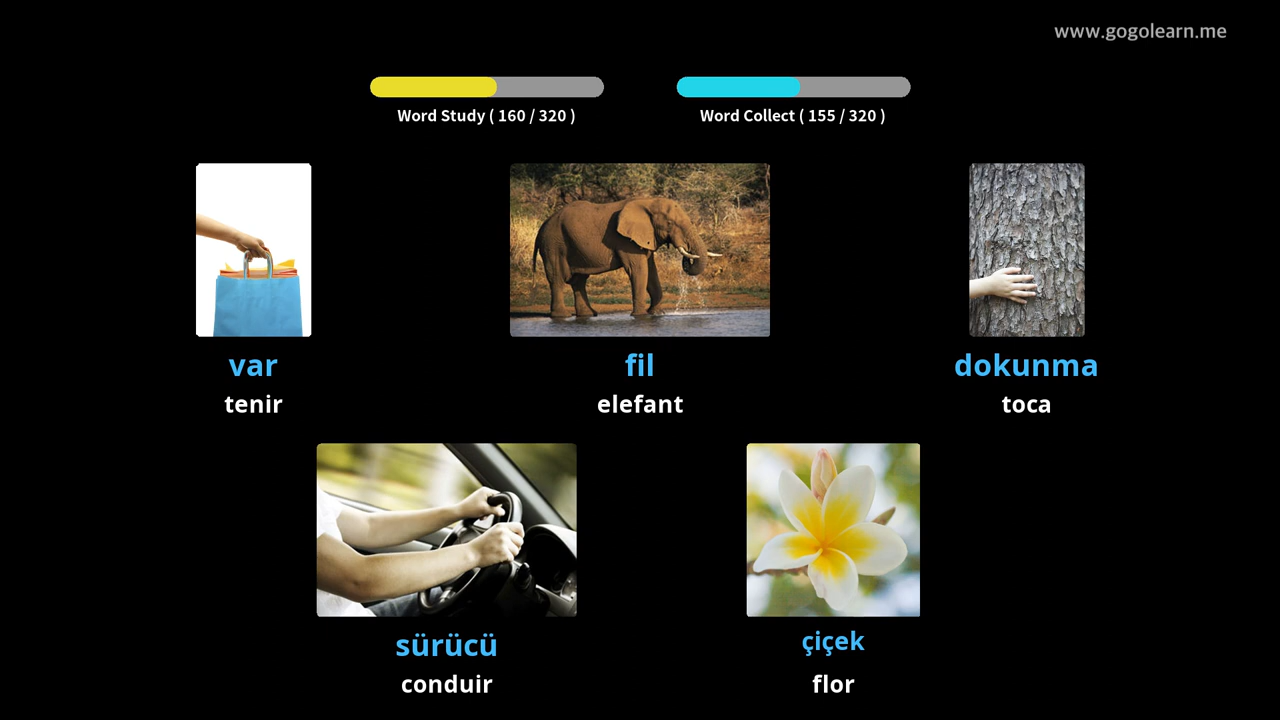 www.gogolearn.me
Word Study ( 160 / 320 )
Word Collect ( 155 / 320 )
var
tenir
fil
elefant
dokunma
toca
sürücü
conduir
çiçek
flor